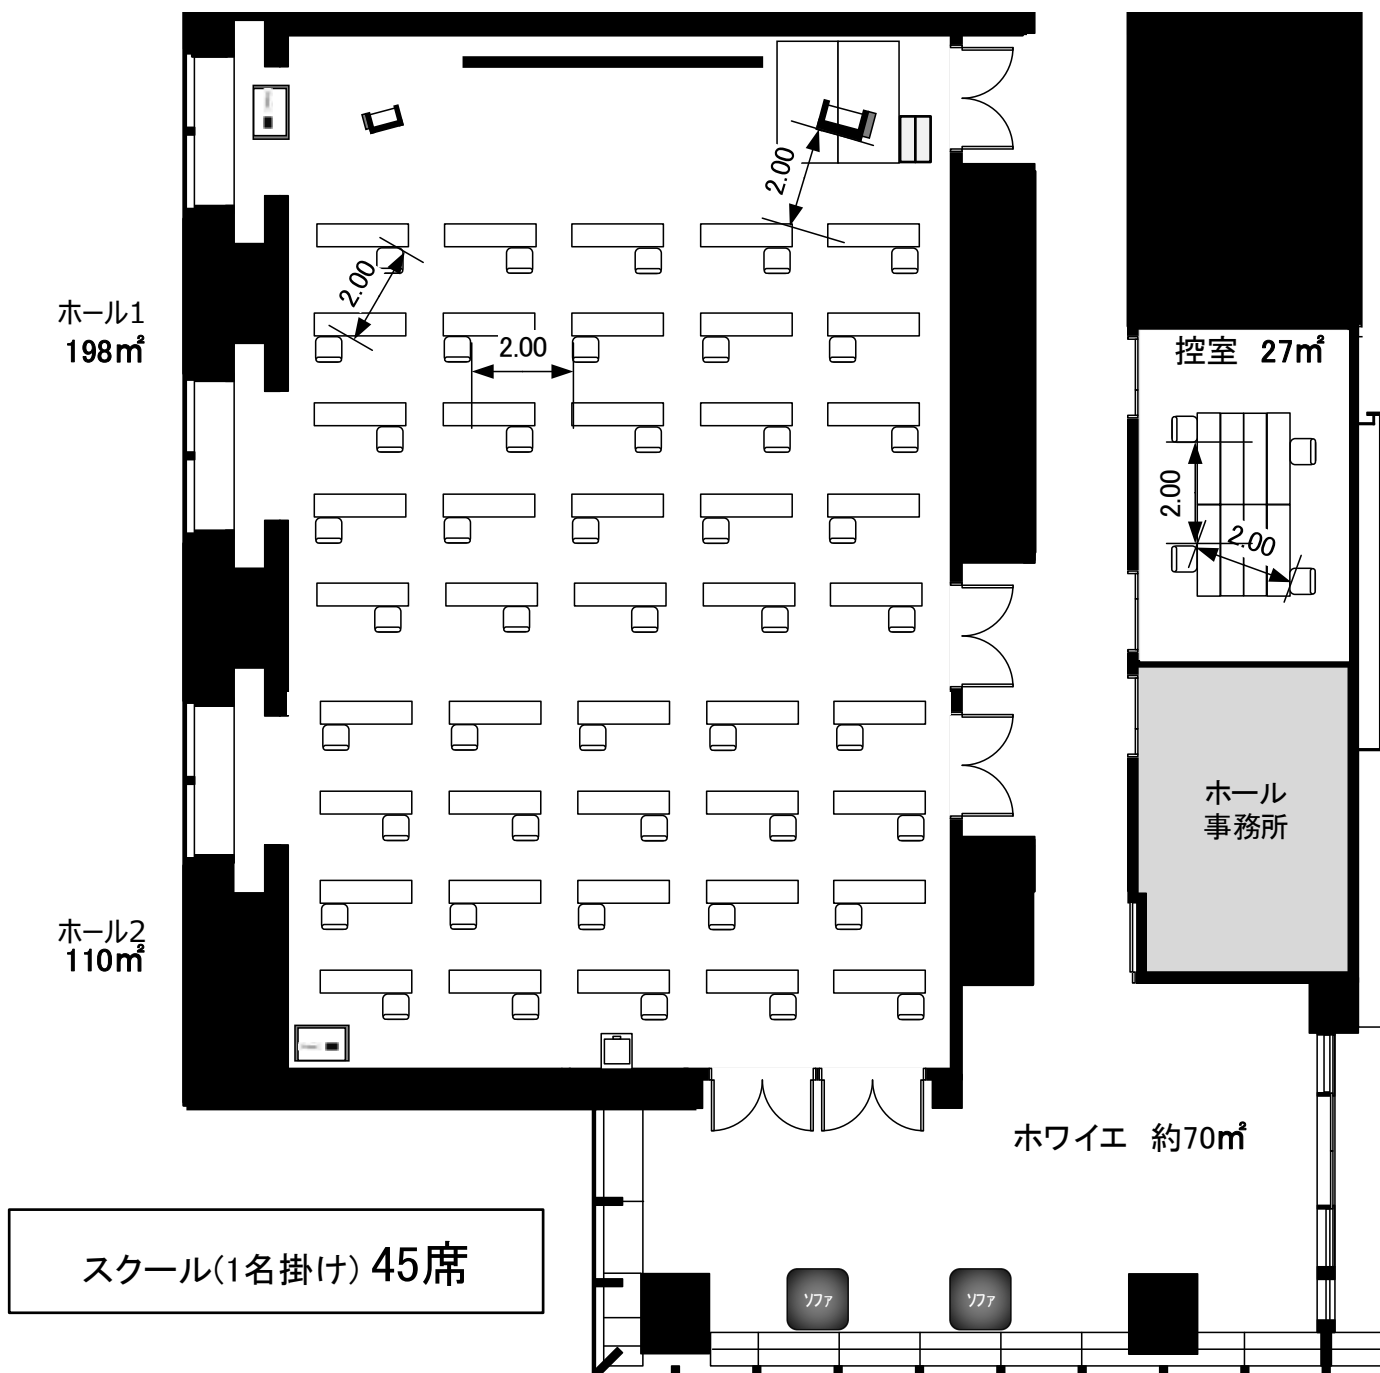 2.00
2.00
ホール1
198㎡
2.00
控室 27㎡
2.00
2.00
ホール
事務所
ホール2
110㎡
ホワイエ 約70㎡
スクール(1名掛け) 45席
ソファ
ソファ